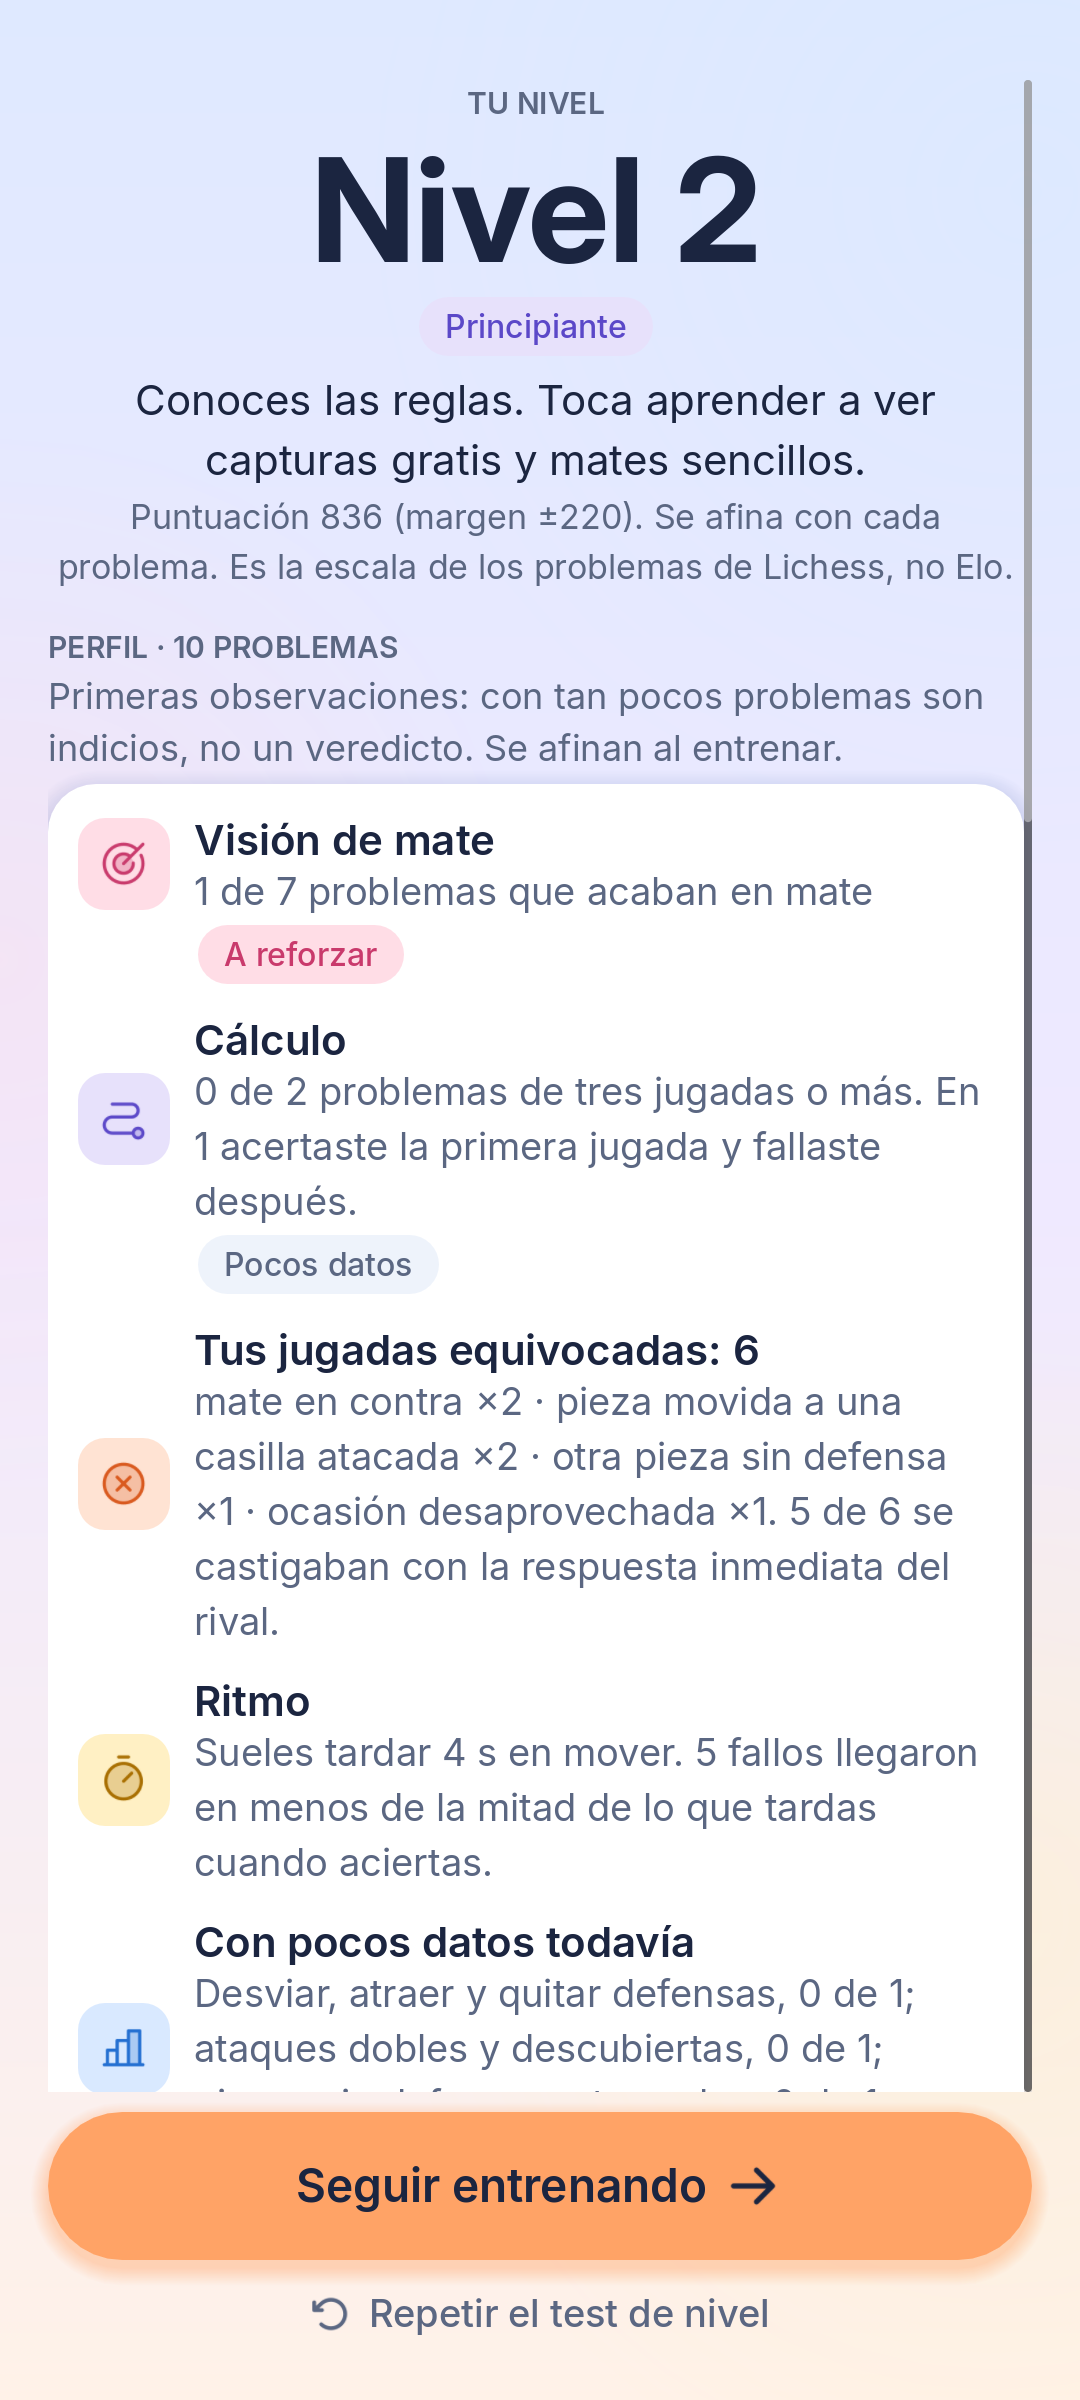 TU NIVEL
Nivel 2
Principiante
Conoces las reglas. Toca aprender a ver
capturas gratis y mates sencillos.
Puntuación 836 (margen ±220). Se afina con cada
problema. Es la escala de los problemas de Lichess, no Elo.
PERFIL · 10 PROBLEMAS
Primeras observaciones: con tan pocos problemas son
indicios, no un veredicto. Se afinan al entrenar.
Visión de mate
1 de 7 problemas que acaban en mate
A reforzar
Cálculo
0 de 2 problemas de tres jugadas o más. En
1 acertaste la primera jugada y fallaste
después.
Pocos datos
Tus jugadas equivocadas: 6
mate en contra ×2 · pieza movida a una
casilla atacada ×2 · otra pieza sin defensa
×1 · ocasión desaprovechada ×1. 5 de 6 se
castigaban con la respuesta inmediata del
rival.
Ritmo
Sueles tardar 4 s en mover. 5 fallos llegaron
en menos de la mitad de lo que tardas
cuando aciertas.
Con pocos datos todavía
Desviar, atraer y quitar defensas, 0 de 1;
ataques dobles y descubiertas, 0 de 1;
Seguir entrenando →
Repetir el test de nivel